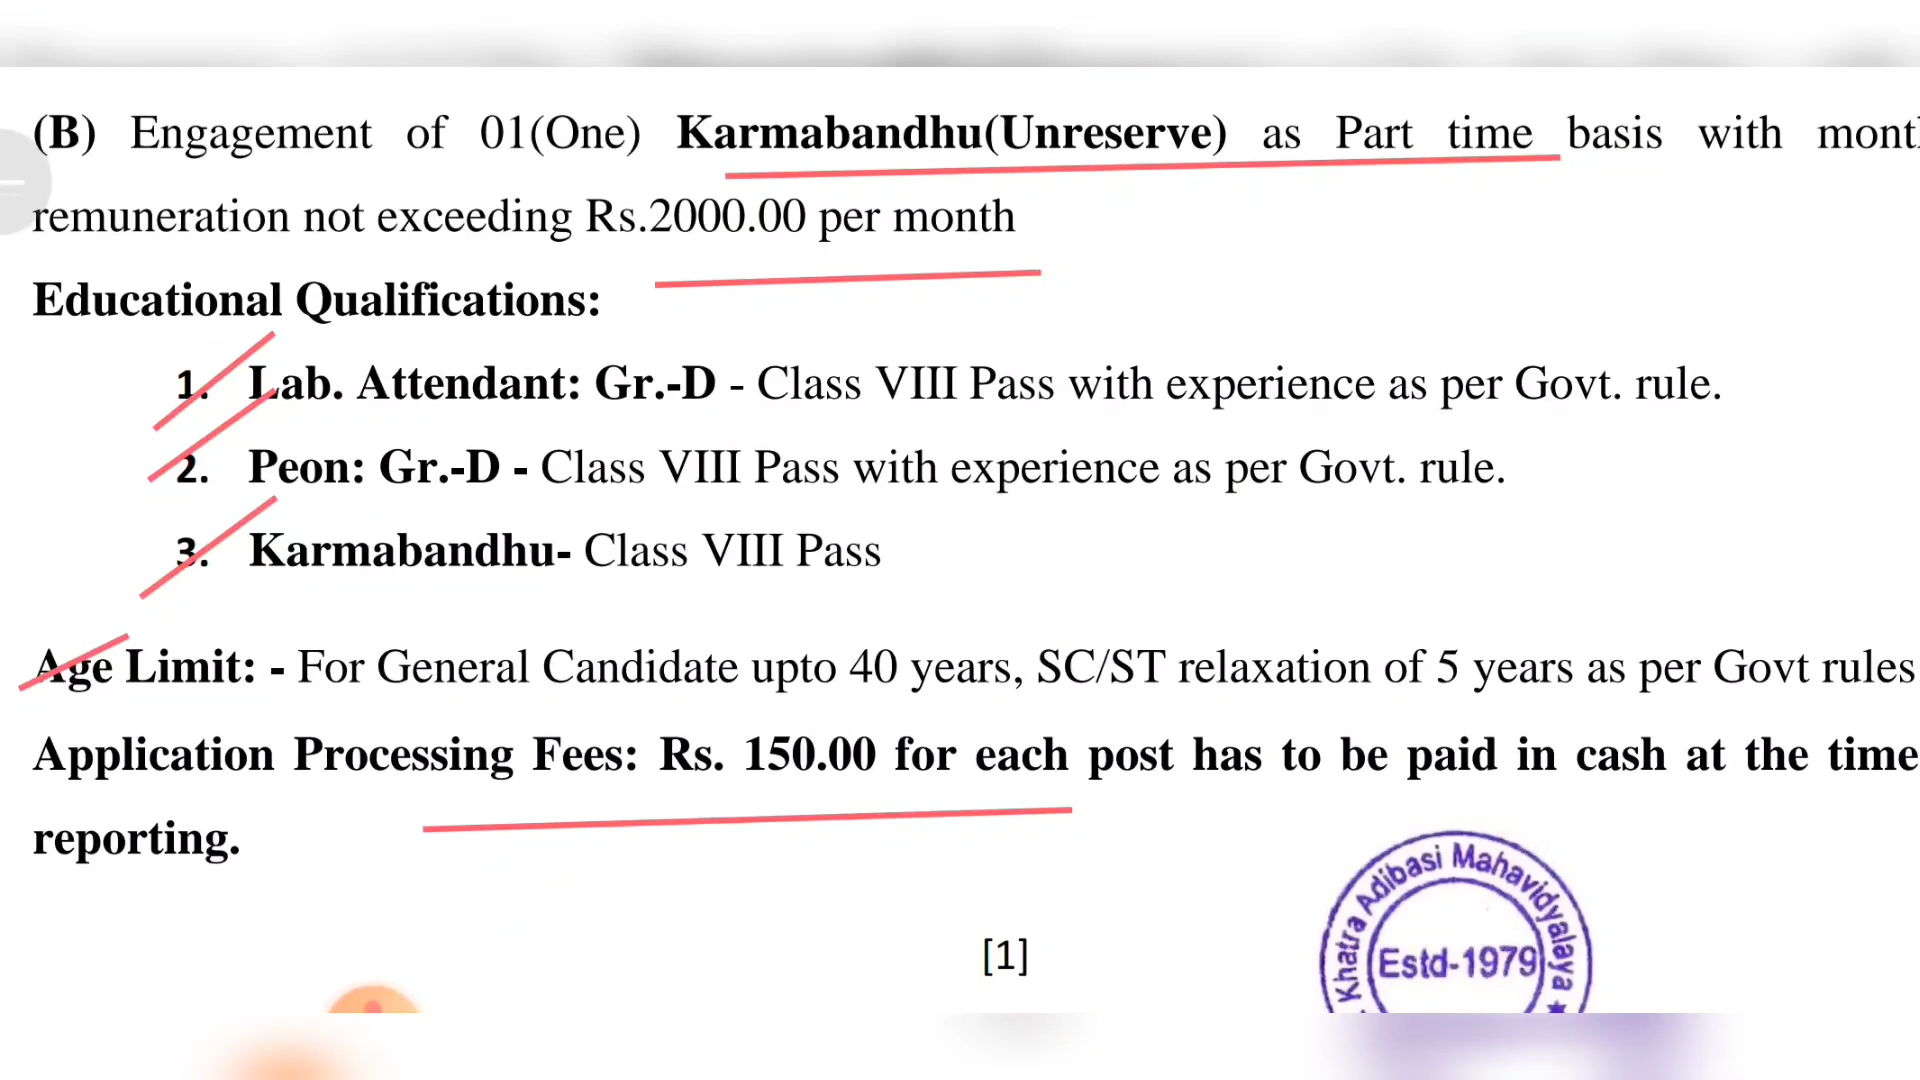 (B) Engagement of 01(One) Karmabandhu(Unreserve) as Part time basis with mont
remuneration not exceeding Rs.2000.00 per month
Educational Qualifications:
1. Lab. Attendant: Gr.-D - Class VIII Pass with experience as per Govt. rule.
2. Peon: Gr.-D - Class VIII Pass with experience as per Govt. rule.
3. Karmabandhu- Class VIII Pass
Age Limit: - For General Candidate upto 40 years, SC/ST relaxation of 5 years as per Govt rules
Application Processing Fees: Rs. 150.00 for each post has to be paid in cash at the time
reporting.
[1]
Khatra Adibasi Mahavidyalaya
Estd-1979